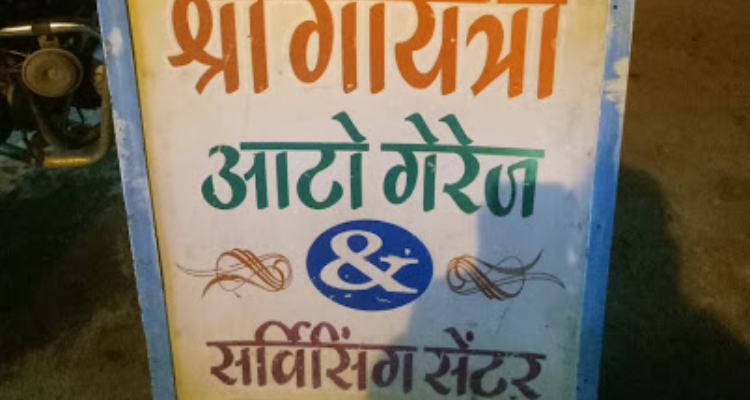 श्री गायत्री
आटो गेरेज
&
सर्विसिंग सेंटर